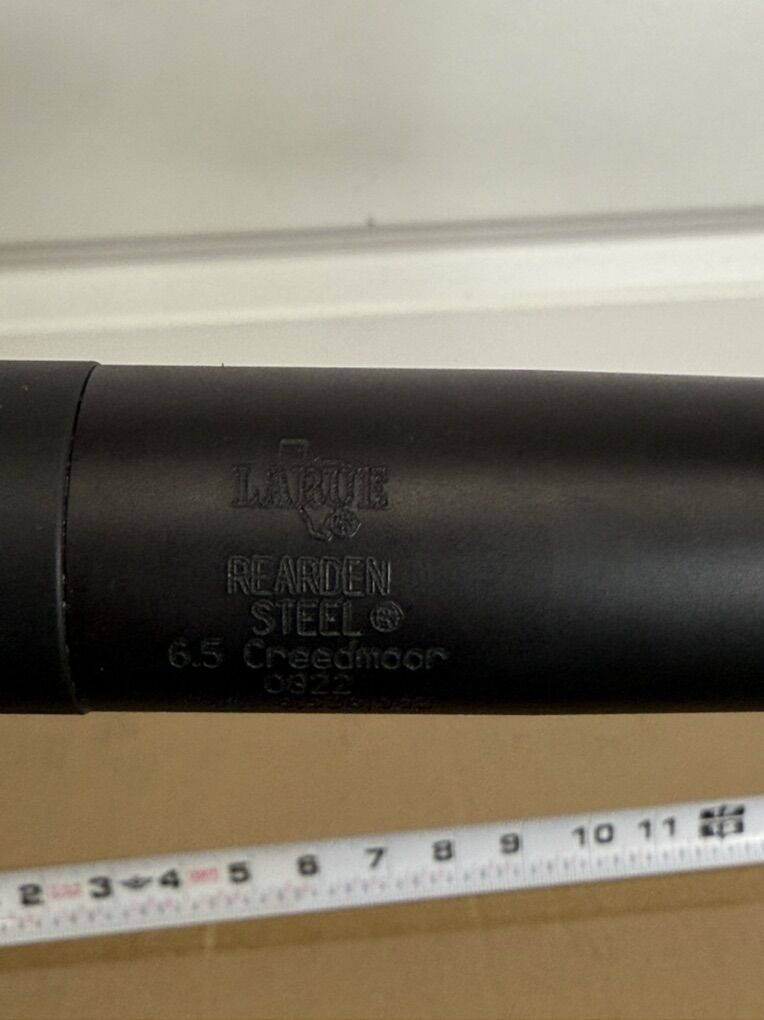 LARUE
®
REARDEN
STEEL ®
6.5 Creedmoor
0822
2 3 4 5 6 7 8 9 10 11